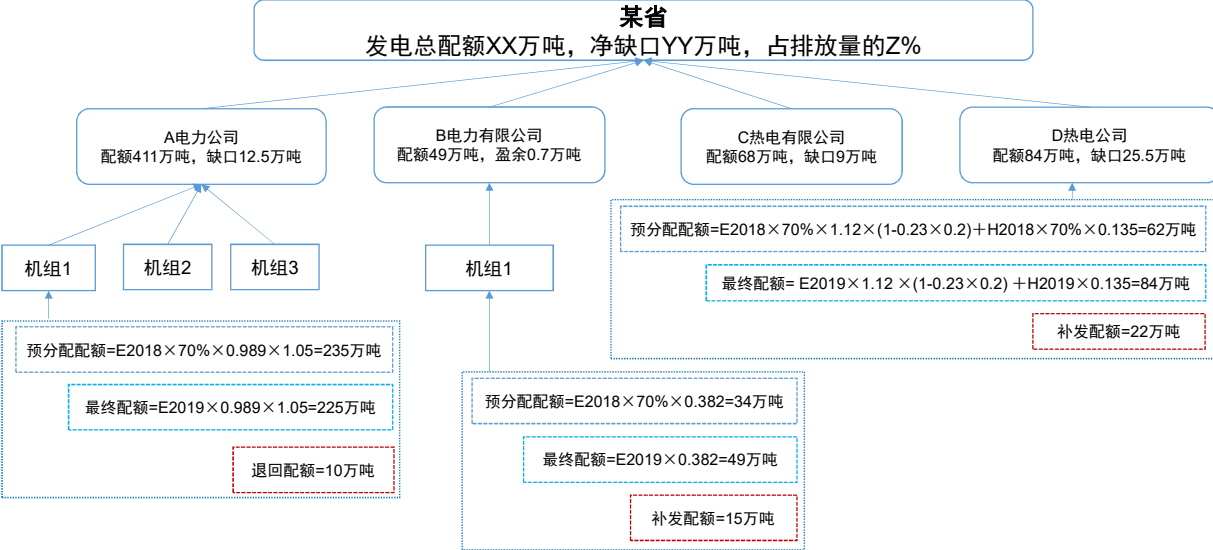 某省
发电总配额XX万吨，净缺口YY万吨，占排放量的Z%
A电力公司
配额411万吨，缺口12.5万吨
B电力有限公司
配额49万吨，盈余0.7万吨
C热电有限公司
配额68万吨，缺口9万吨
D热电公司
配额84万吨，缺口25.5万吨
机组1
机组2
机组3
机组1
预分配配额=E2018×70%×1.12×(1-0.23×0.2)＋H2018×70%×0.135=62万吨
最终配额= E2019×1.12 ×(1-0.23×0.2) ＋H2019×0.135=84万吨
补发配额=22万吨
预分配配额=E2018×70%×0.989×1.05=235万吨
最终配额=E2019×0.989×1.05=225万吨
退回配额=10万吨
预分配配额=E2018×70%×0.382=34万吨
最终配额=E2019×0.382=49万吨
补发配额=15万吨